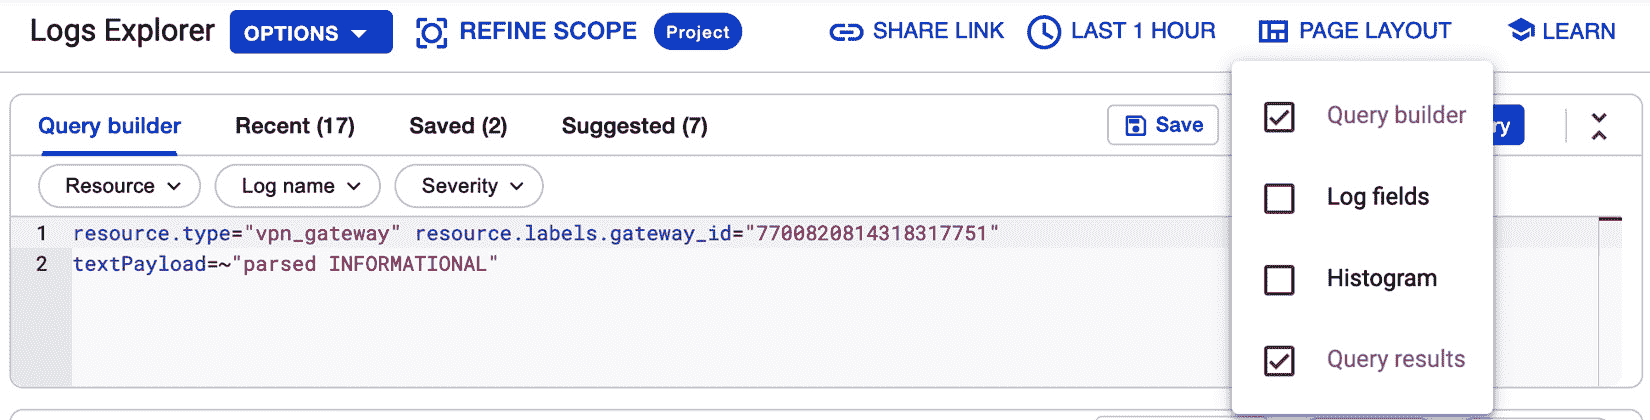 Logs Explorer OPTIONS REFINE SCOPE Project SHARE LINK LAST 1 HOUR PAGE LAYOUT LEARN
Query builder Recent (17) Saved (2) Suggested (7) Save ry
Query builder
Resource Log name Severity
Log fields
1 resource.type="vpn_gateway" resource.labels.gateway_id="7700820814318317751"
2 textPayload=~"parsed INFORMATIONAL"
Histogram
Query results